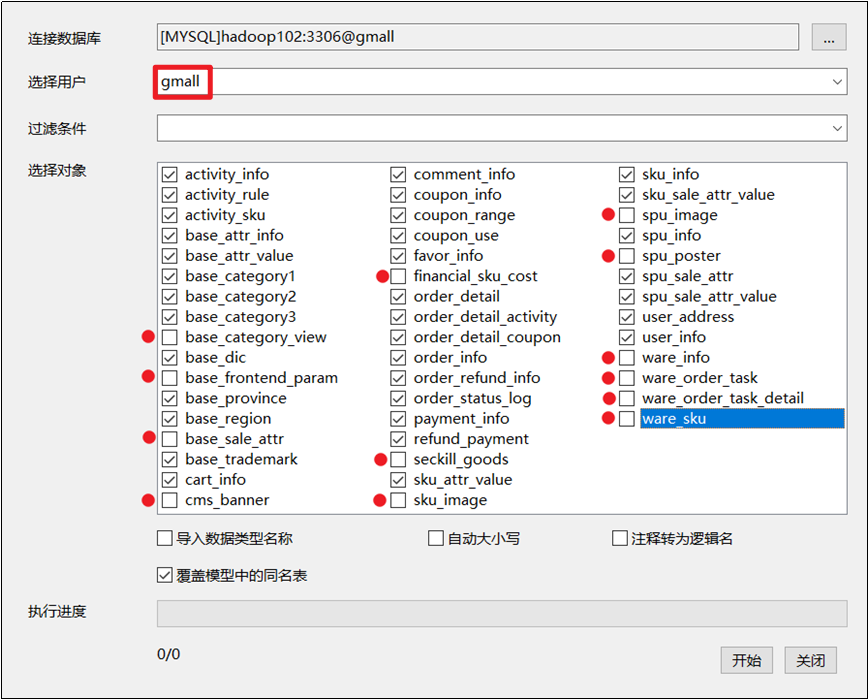 连接数据库
[MYSQL]hadoop102:3306@gmall
...
选择用户
gmall
过滤条件
选择对象
activity_info
activity_rule
activity_sku
base_attr_info
base_attr_value
base_category1
base_category2
base_category3
base_category_view
base_dic
base_frontend_param
base_province
base_region
base_sale_attr
base_trademark
cart_info
cms_banner
comment_info
coupon_info
coupon_range
coupon_use
favor_info
financial_sku_cost
order_detail
order_detail_activity
order_detail_coupon
order_info
order_refund_info
order_status_log
payment_info
refund_payment
seckill_goods
sku_attr_value
sku_image
sku_info
sku_sale_attr_value
spu_image
spu_info
spu_poster
spu_sale_attr
spu_sale_attr_value
user_address
user_info
ware_info
ware_order_task
ware_order_task_detail
ware_sku
导入数据类型名称
自动大小写
注释转为逻辑名
覆盖模型中的同名表
执行进度
0/0
开始
关闭